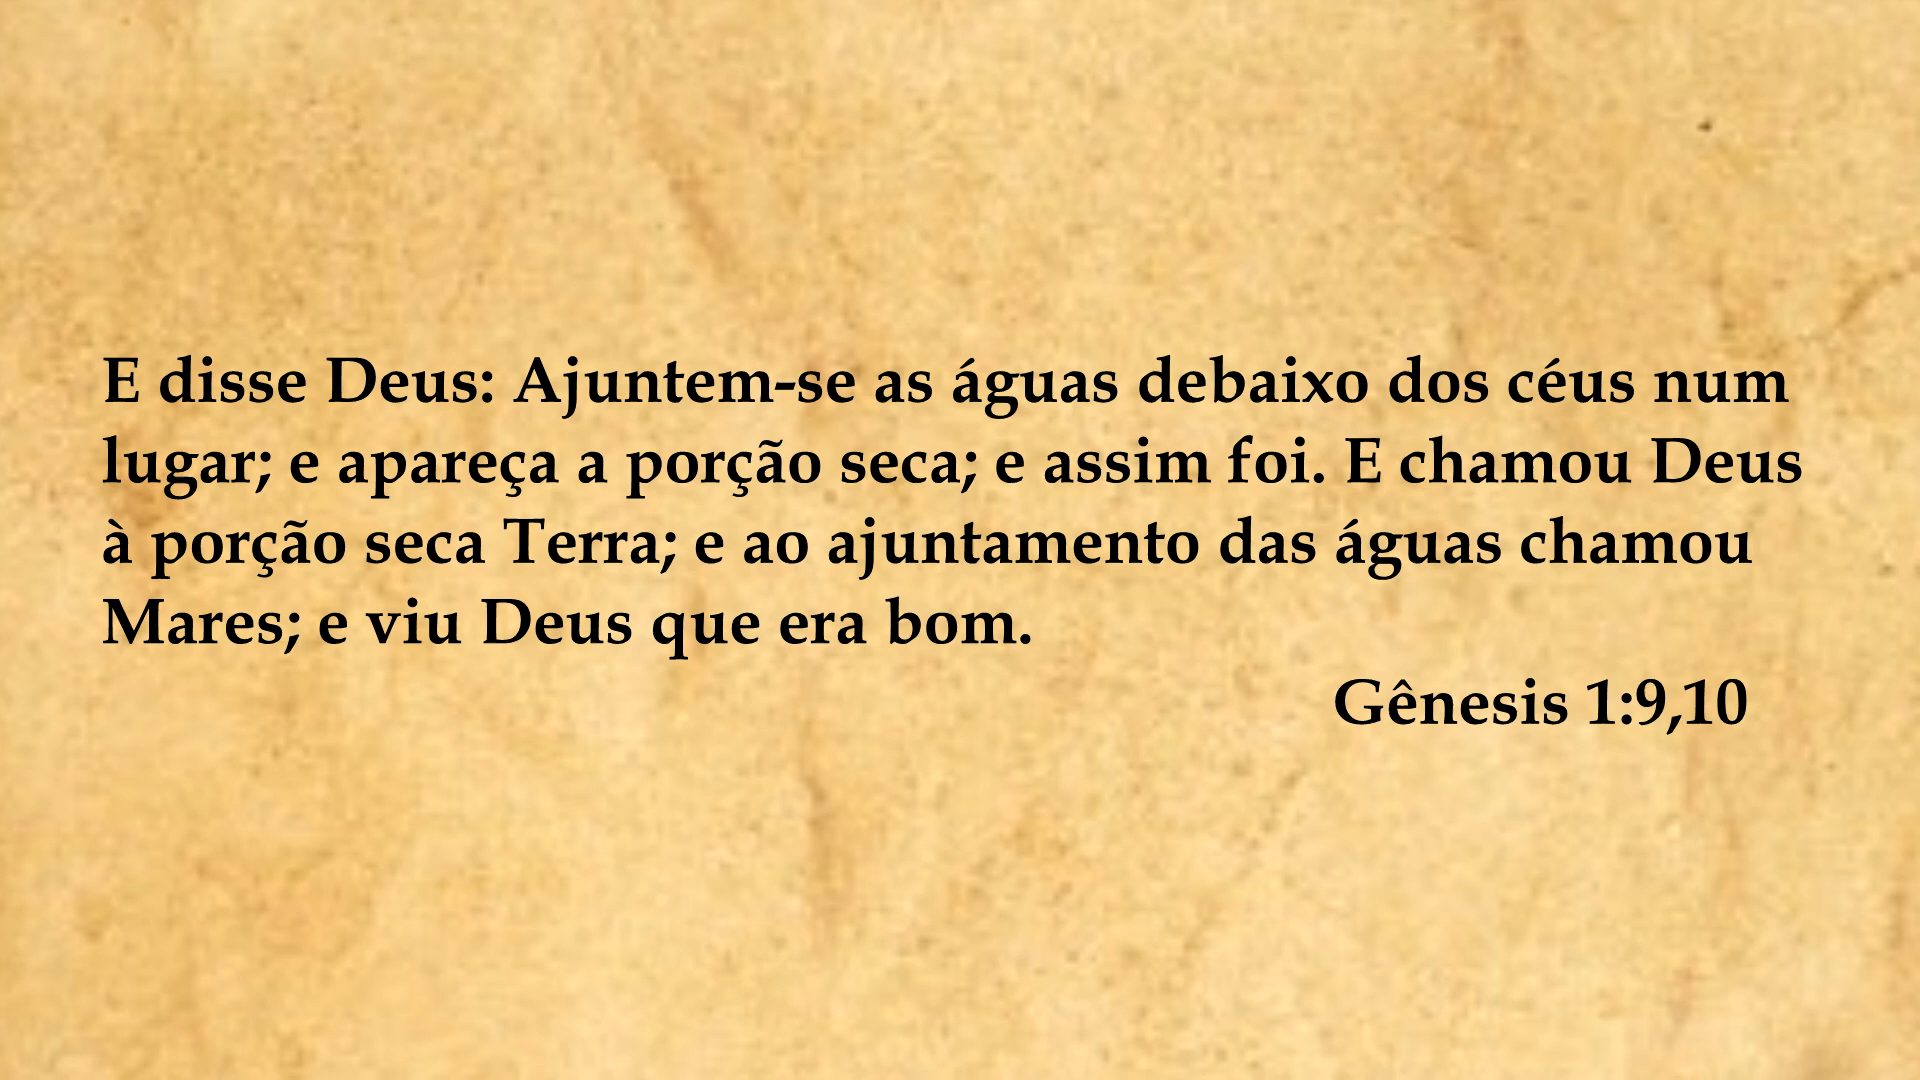 E disse Deus: Ajuntem-se as águas debaixo dos céus num
lugar; e apareça a porção seca; e assim foi. E chamou Deus
à porção seca Terra; e ao ajuntamento das águas chamou
Mares; e viu Deus que era bom.
Gênesis 1:9,10